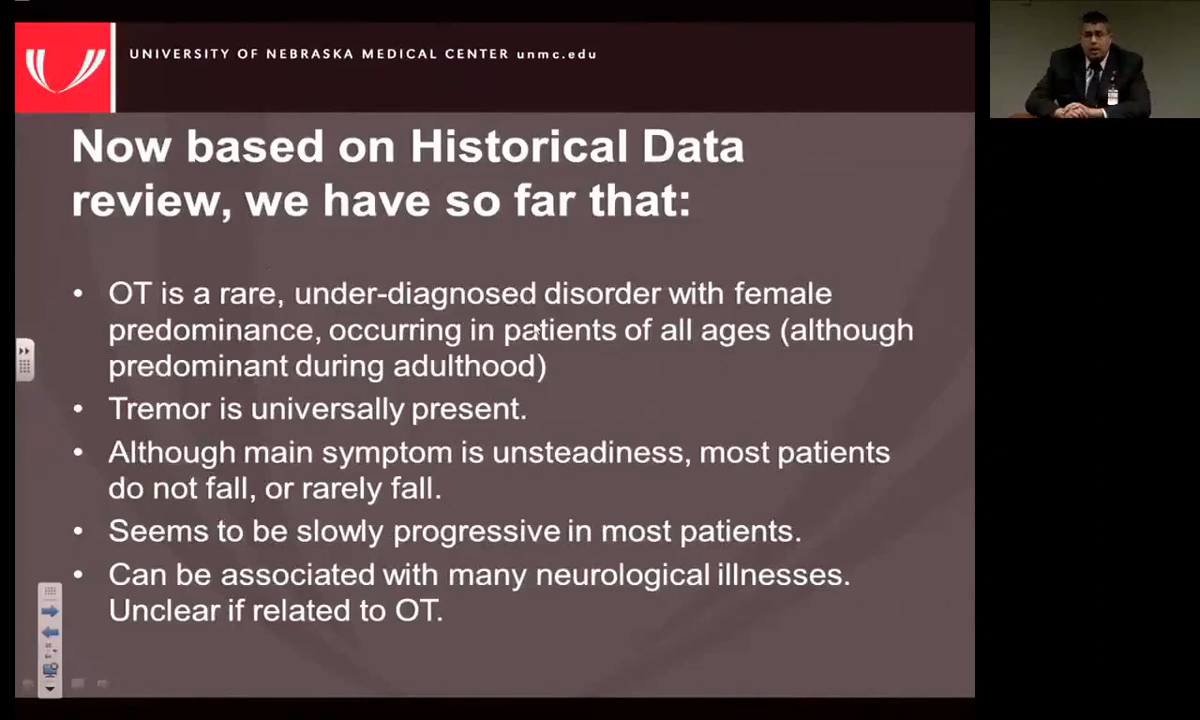 UNIVERSITY OF NEBRASKA MEDICAL CENTER unmc.edu
Now based on Historical Data
review, we have so far that:
• OT is a rare, under-diagnosed disorder with female
predominance, occurring in patients of all ages (although
predominant during adulthood)
• Tremor is universally present.
• Although main symptom is unsteadiness, most patients
do not fall, or rarely fall.
• Seems to be slowly progressive in most patients.
• Can be associated with many neurological illnesses.
Unclear if related to OT.